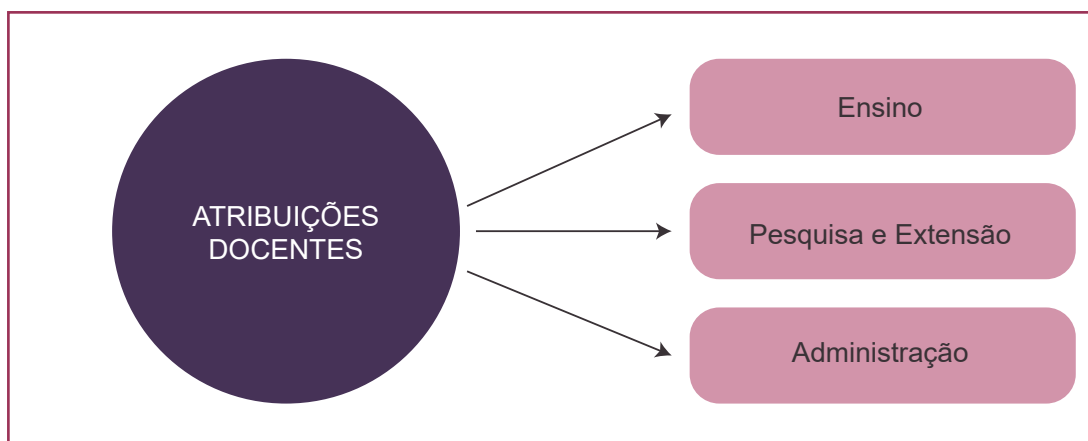 ATRIBUIÇÕES
DOCENTES
Ensino
Pesquisa e Extensão
Administração